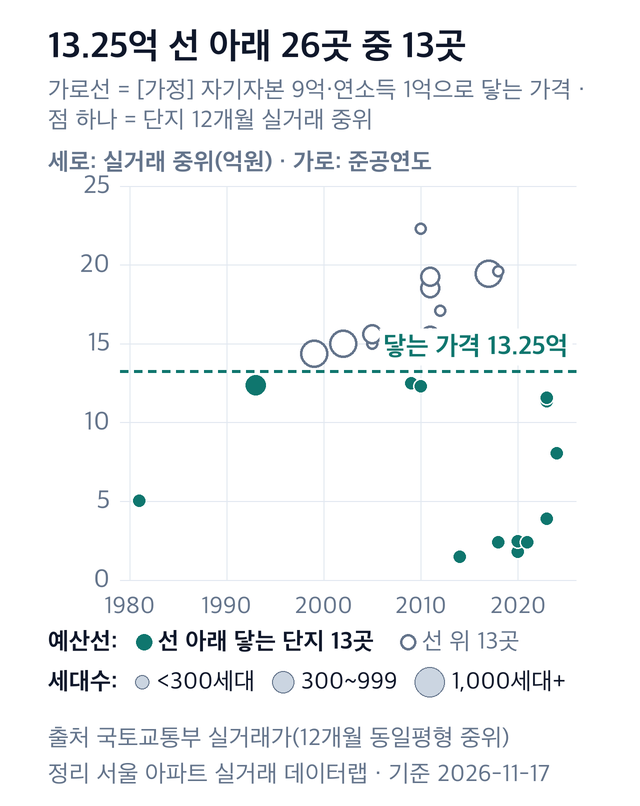 13.25억 선 아래 26곳 중 13곳
가로선 = [가정] 자기자본 9억·연소득 1억으로 닿는 가격 ·
점 하나 = 단지 12개월 실거래 중위
세로: 실거래 중위(억원) · 가로: 준공연도
25
20
15
닿는 가격 13.25억
10
5
0
1980 1990 2000 2010 2020
예산선: 선 아래 닿는 단지 13곳 선 위 13곳
세대수: <300세대 300~999 1,000세대+
출처 국토교통부 실거래가(12개월 동일평형 중위)
정리 서울 아파트 실거래 데이터랩 · 기준 2026-11-17